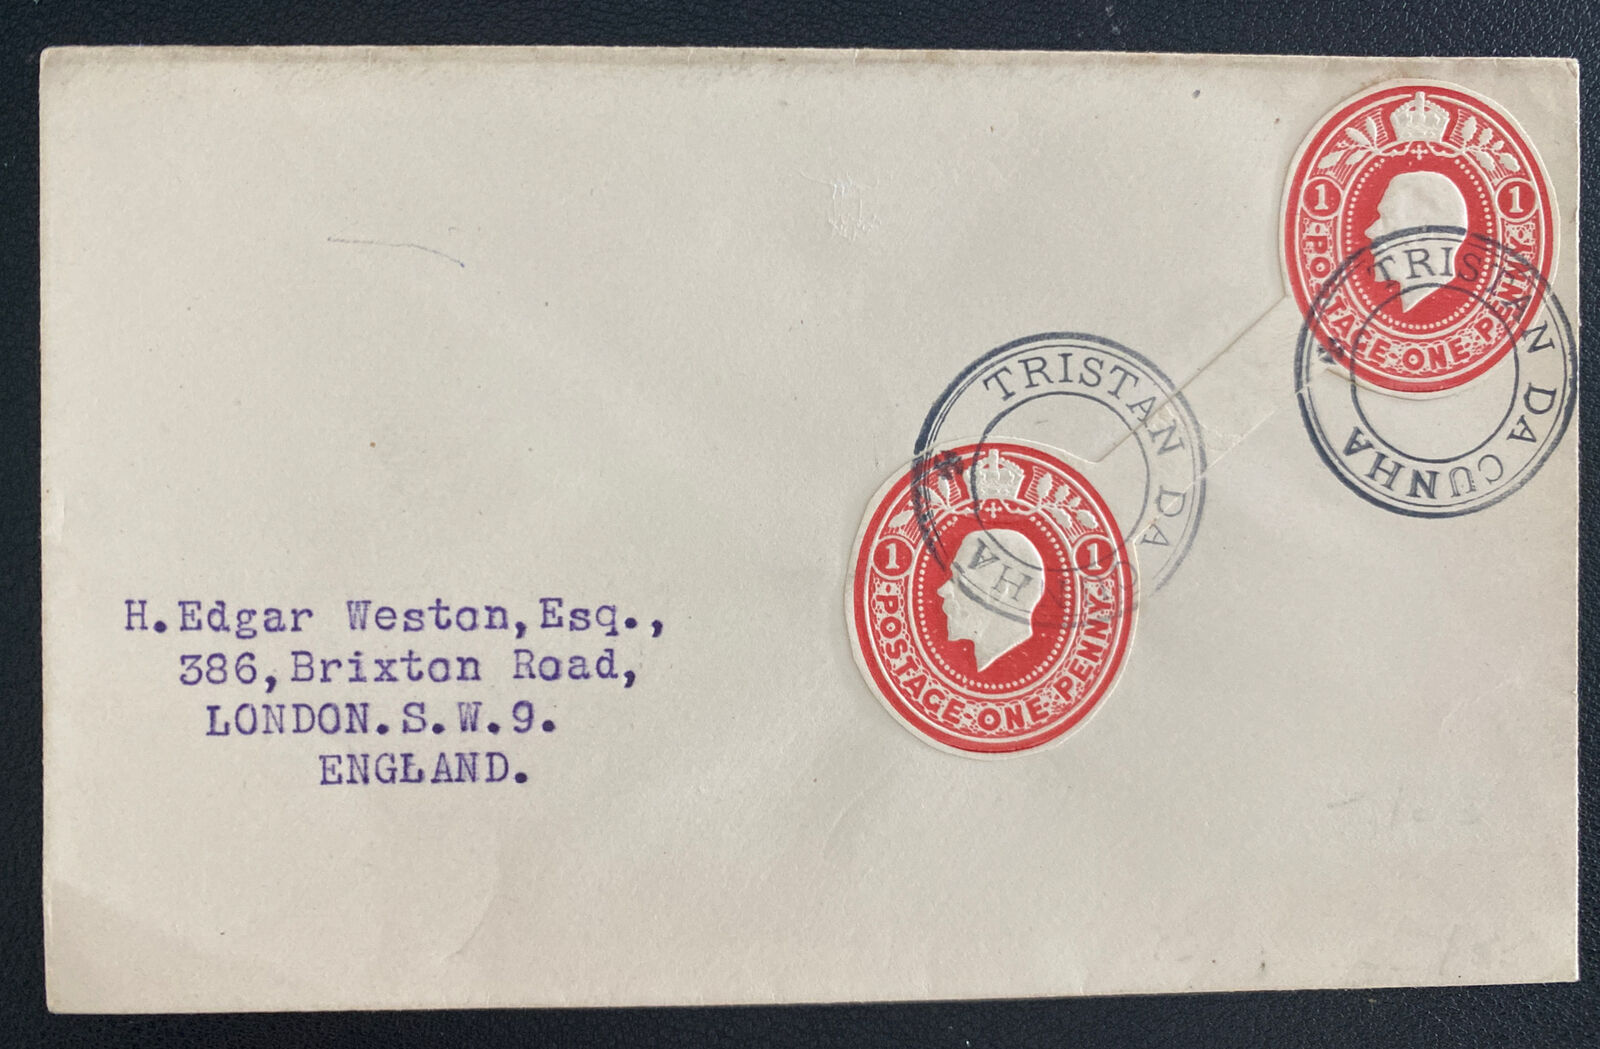 1 1
POSTAGE·ONE·PENNY
TRISTAN DA CUNHA
TRISTAN DA CUNHA
1 1
POSTAGE·ONE·PENNY
H.Edgar Weston,Esq.,
386,Brixton Road,
LONDON.S.W.9.
ENGLAND.